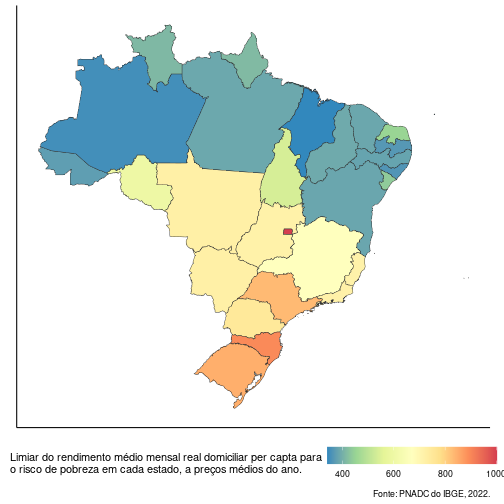 Limiar do rendimento médio mensal real domiciliar per capta para
o risco de pobreza em cada estado, a preços médios do ano.
400 600 800 1000
Fonte: PNADC do IBGE, 2022.